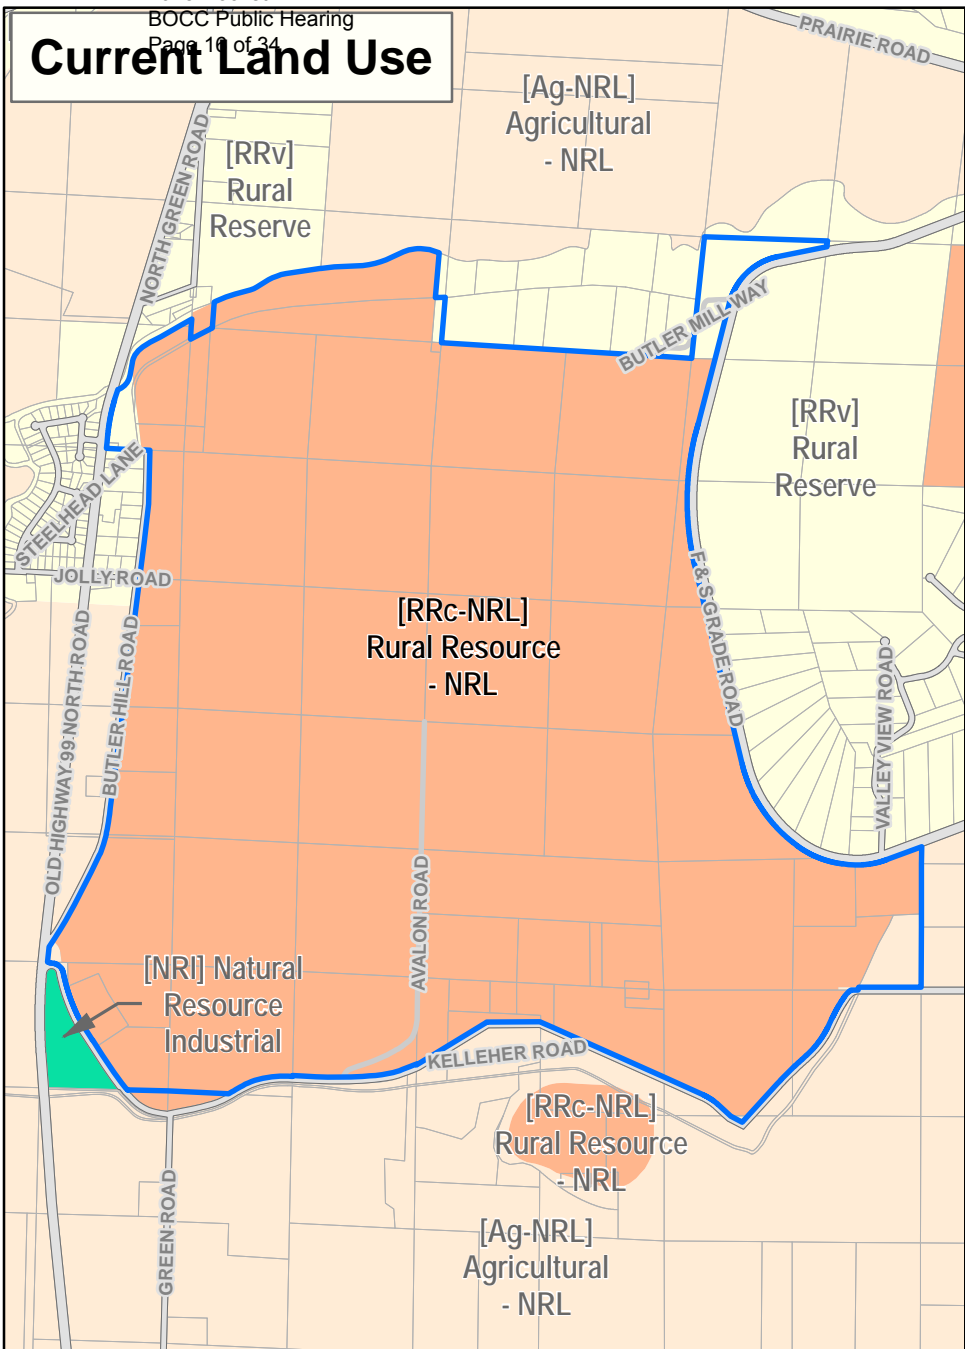 BOCC Public Hearing
Page 16 of 34
Current Land Use
PRAIRIE ROAD
[Ag-NRL]
Agricultural
- NRL
NORTH GREEN ROAD
[RRv]
Rural
Reserve
BUTLER MILL WAY
[RRv]
Rural
Reserve
STEELHEAD LANE
JOLLY ROAD
[RRc-NRL]
Rural Resource
- NRL
F & S GRADE ROAD
OLD HIGHWAY 99 NORTH ROAD
BUTLER HILL ROAD
VALLEY VIEW ROAD
AVALON ROAD
[NRI] Natural
Resource
Industrial
KELLEHER ROAD
[RRc-NRL]
Rural Resource
- NRL
GREEN ROAD
[Ag-NRL]
Agricultural
- NRL